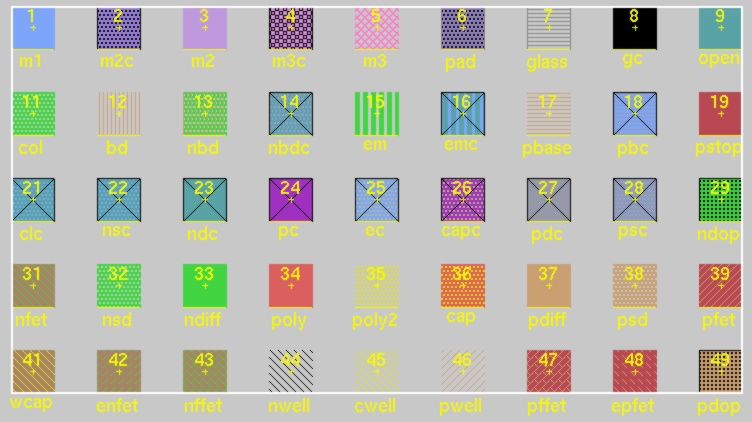 1 2 3 4 5 6 7 8 9
m1 m2c m2 m3c m3 pad glass gc open
11 12 13 14 15 16 17 18 19
col bd nbd nbdc em emc pbase pbc pstop
21 22 23 24 25 26 27 28 29
clc nsc ndc pc ec capc pdc psc ndop
31 32 33 34 35 36 37 38 39
nfet nsd ndiff poly poly2 cap pdiff psd pfet
41 42 43 44 45 46 47 48 49
wcap enfet nffet nwell cwell pwell pffet epfet pdop